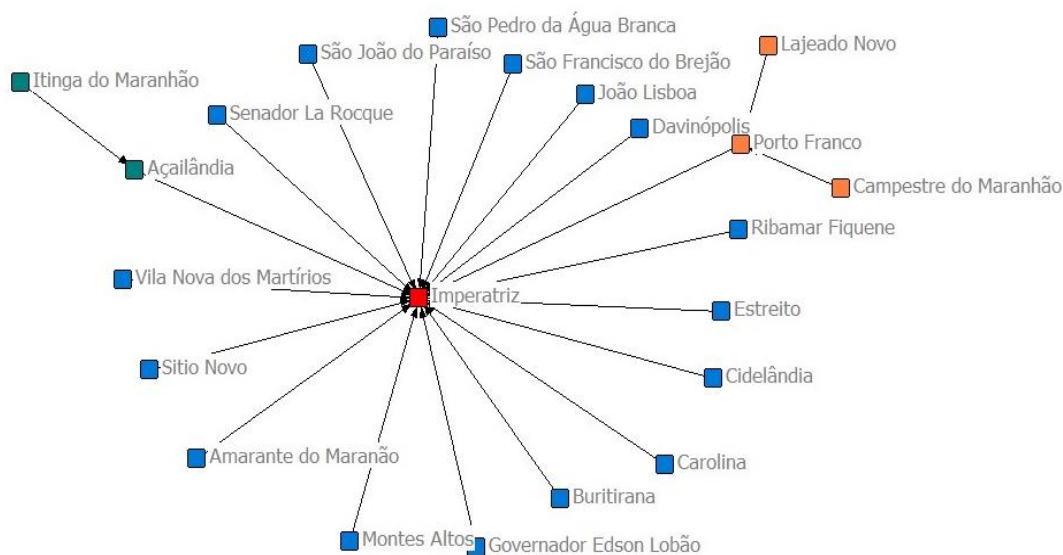 São Pedro da Água Branca
Lajeado Novo
São João do Paraíso
São Francisco do Brejão
Itinga do Maranhão
João Lisboa
Senador La Rocque
Davinópolis
Porto Franco
Açailândia
Campestre do Maranhão
Ribamar Fiquene
Vila Nova dos Martírios
Imperatriz
Estreito
Sitio Novo
Cidelândia
Amarante do Maranão
Carolina
Buritirana
Montes Altos
Governador Edson Lobão